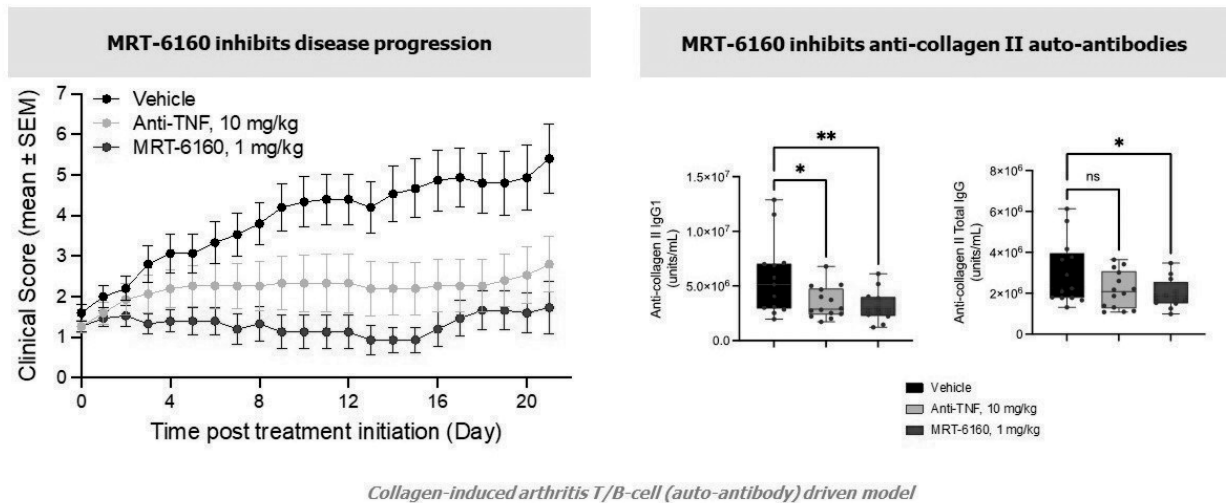 MRT-6160 inhibits disease progression
Clinical Score (mean ± SEM)
7
6
5
4
3
2
1
0
Vehicle
Anti-TNF, 10 mg/kg
MRT-6160, 1 mg/kg
0 4 8 12 16 20
Time post treatment initiation (Day)
MRT-6160 inhibits anti-collagen II auto-antibodies
Anti-collagen II IgG1
(units/mL)
1.5×10⁷
1.0×10⁷
5.0×10⁶
0.0
**
*
Anti-collagen II Total IgG
(units/mL)
8×10⁶
6×10⁶
4×10⁶
2×10⁶
0
*
ns
Vehicle
Anti-TNF, 10 mg/kg
MRT-6160, 1 mg/kg
Collagen-induced arthritis T/B-cell (auto-antibody) driven model